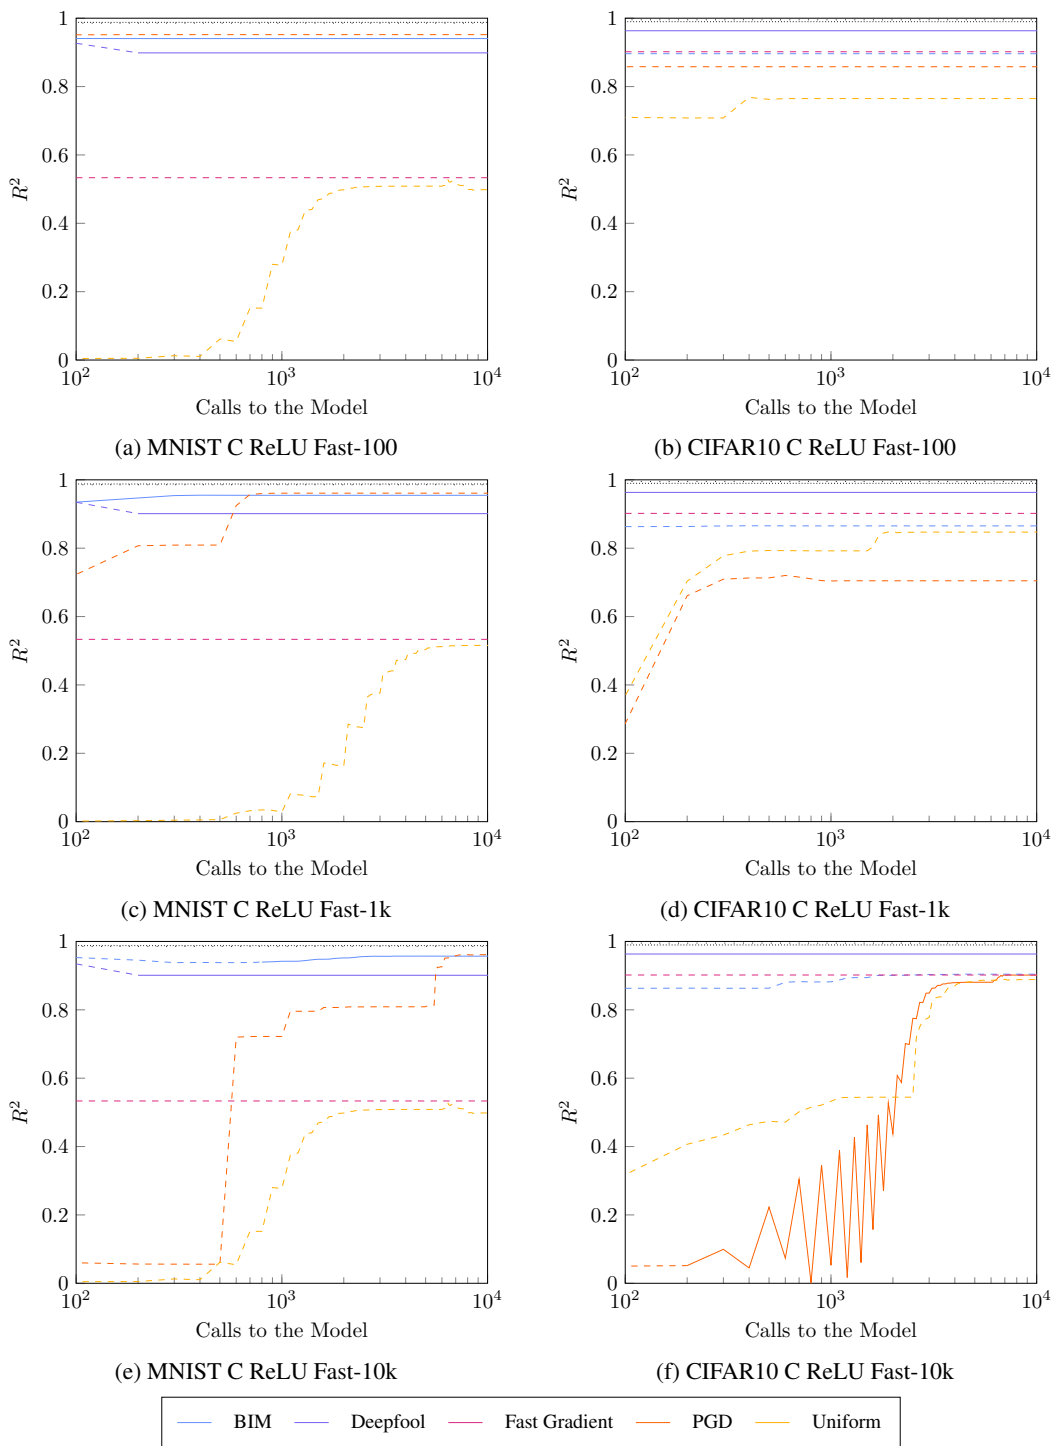 1
0.8
0.6
0.4
0.2
0
R²
10² 10³ 10⁴
Calls to the Model
(a) MNIST C ReLU Fast-100
1
0.8
0.6
0.4
0.2
0
R²
10² 10³ 10⁴
Calls to the Model
(b) CIFAR10 C ReLU Fast-100
1
0.8
0.6
0.4
0.2
0
R²
10² 10³ 10⁴
Calls to the Model
(c) MNIST C ReLU Fast-1k
1
0.8
0.6
0.4
0.2
0
R²
10² 10³ 10⁴
Calls to the Model
(d) CIFAR10 C ReLU Fast-1k
1
0.8
0.6
0.4
0.2
0
R²
10² 10³ 10⁴
Calls to the Model
(e) MNIST C ReLU Fast-10k
1
0.8
0.6
0.4
0.2
0
R²
10² 10³ 10⁴
Calls to the Model
(f) CIFAR10 C ReLU Fast-10k
BIM Deepfool Fast Gradient PGD Uniform